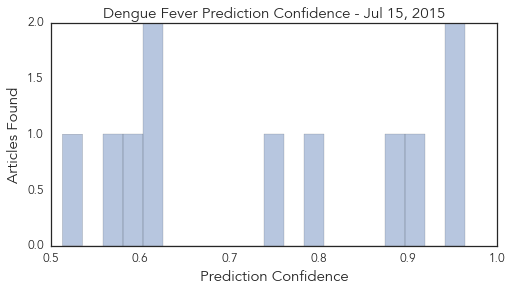 Dengue Fever Prediction Confidence - Jul 15, 2015
2.0
1.5
1.0
0.5
0.0
Articles Found
0.5 0.6 0.7 0.8 0.9 1.0
Prediction Confidence